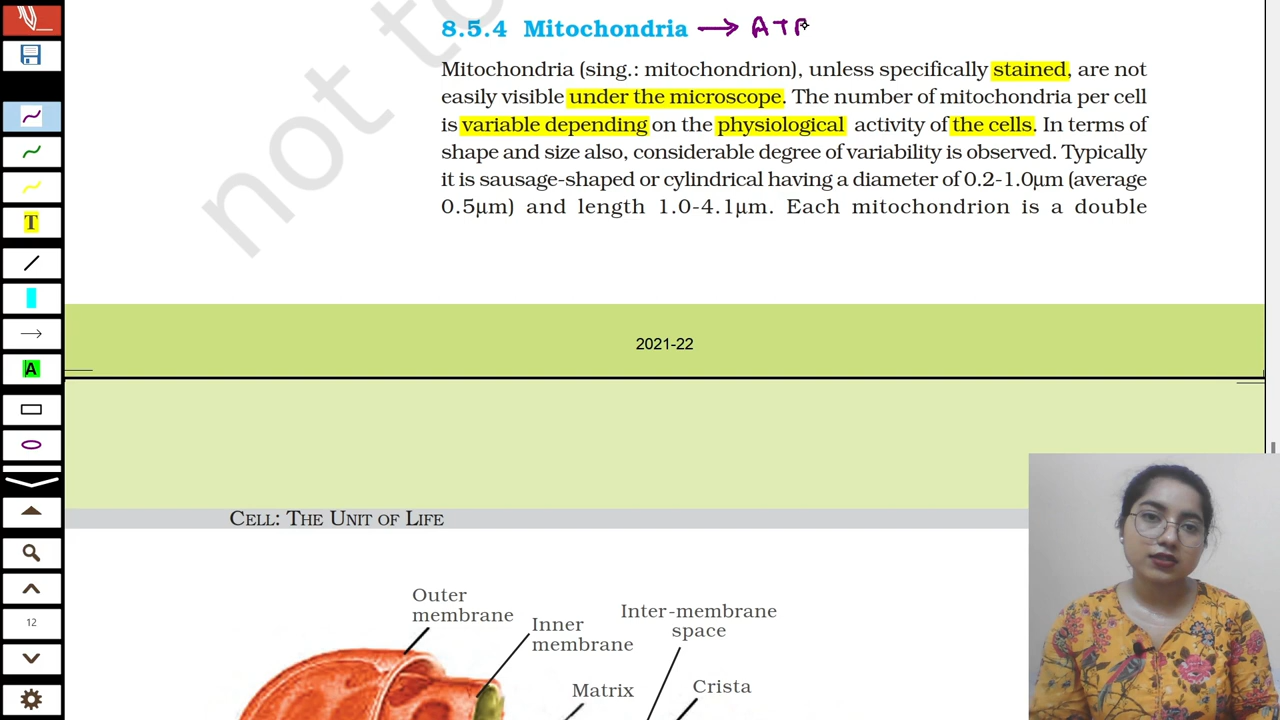 8.5.4 Mitochondria → ATP
Mitochondria (sing.: mitochondrion), unless specifically stained, are not
easily visible under the microscope. The number of mitochondria per cell
is variable depending on the physiological activity of the cells. In terms of
shape and size also, considerable degree of variability is observed. Typically
it is sausage-shaped or cylindrical having a diameter of 0.2-1.0µm (average
0.5µm) and length 1.0-4.1µm. Each mitochondrion is a double
not to
2021-22
CELL: THE UNIT OF LIFE
Outer
membrane
Inner
membrane
Inter-membrane
space
Matrix
Crista
T
A
12